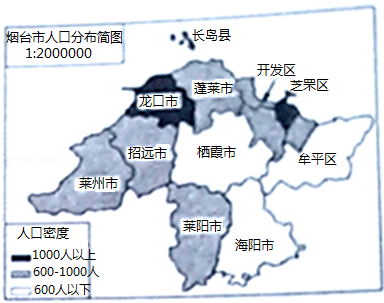 烟台市人口分布简图
1:2000000
长岛县
开发区
芝罘区
蓬莱市
龙口市
招远市
栖霞市
牟平区
莱州市
莱阳市
海阳市
人口密度
1000人以上
600-1000人
600人以下